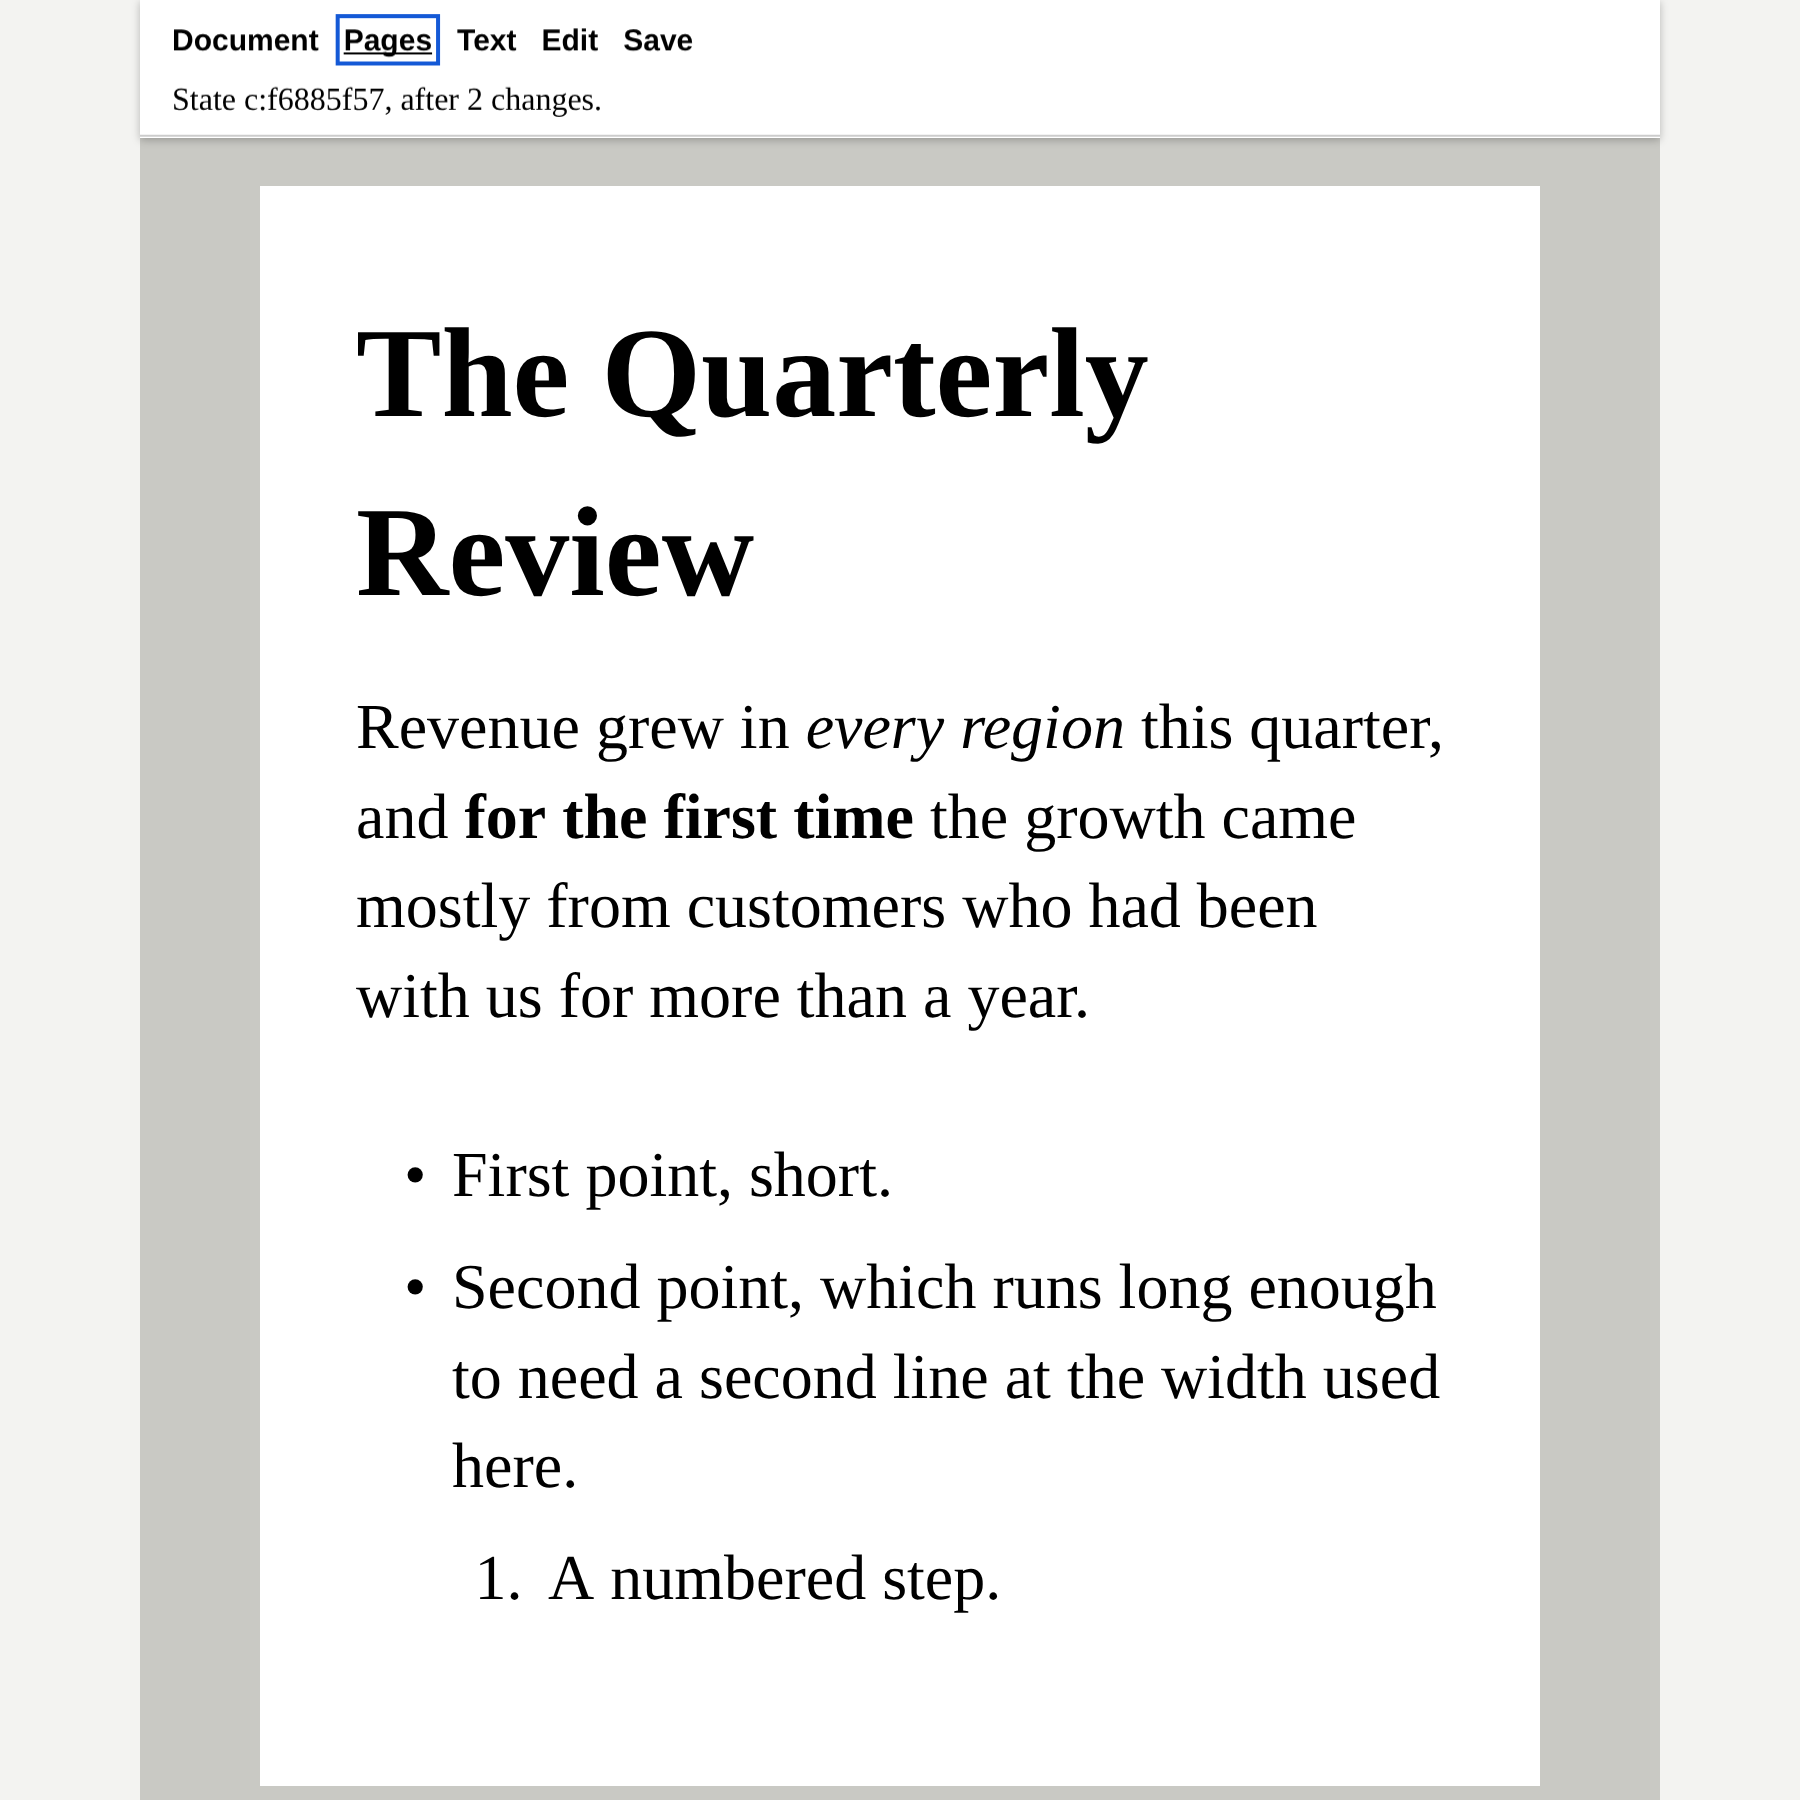 Document Pages Text Edit Save
State c:f6885f57, after 2 changes.
The Quarterly
Review
Revenue grew in every region this quarter,
and for the first time the growth came
mostly from customers who had been
with us for more than a year.
• First point, short.
• Second point, which runs long enough
to need a second line at the width used
here.
1. A numbered step.